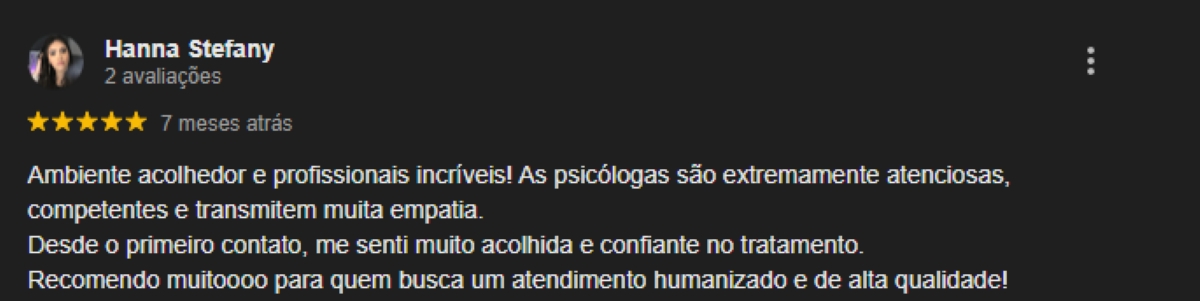 Hanna Stefany
2 avaliações
★★★★★ 7 meses atrás
Ambiente acolhedor e profissionais incríveis! As psicólogas são extremamente atenciosas,
competentes e transmitem muita empatia.
Desde o primeiro contato, me senti muito acolhida e confiante no tratamento.
Recomendo muitoooo para quem busca um atendimento humanizado e de alta qualidade!